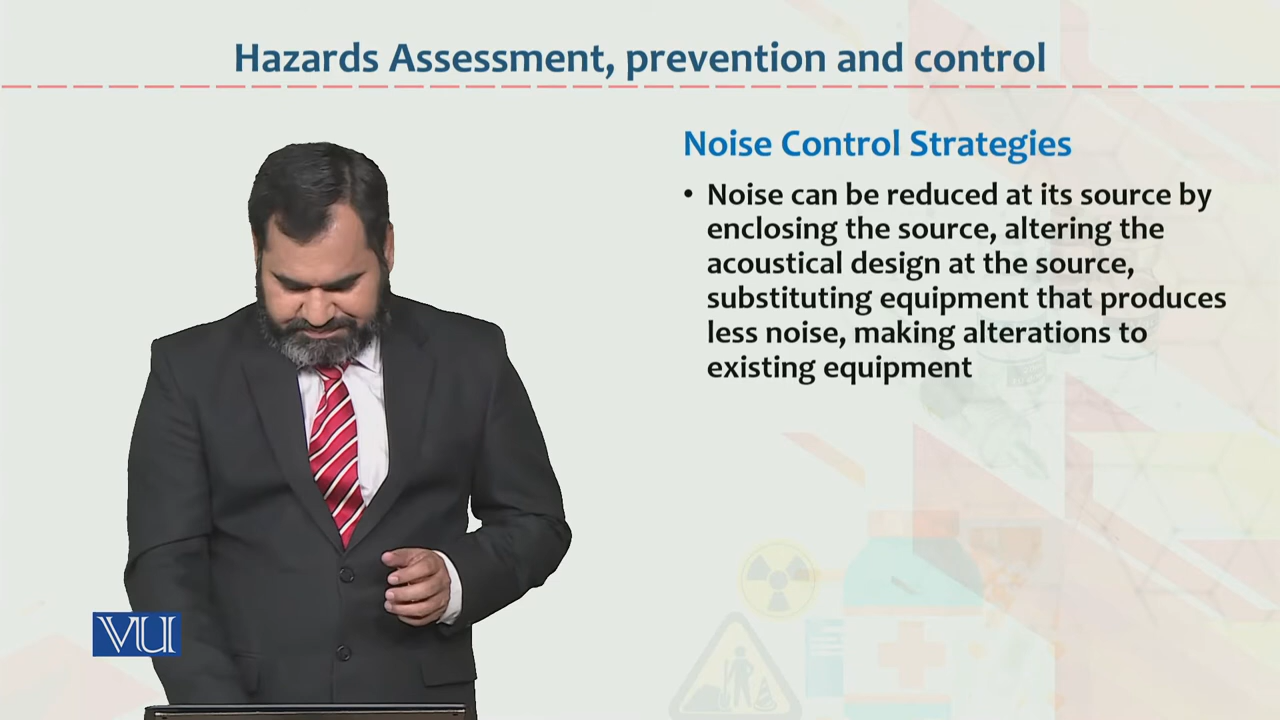 Hazards Assessment, prevention and control
Noise Control Strategies
• Noise can be reduced at its source by
enclosing the source, altering the
acoustical design at the source,
substituting equipment that produces
less noise, making alterations to
existing equipment
VU